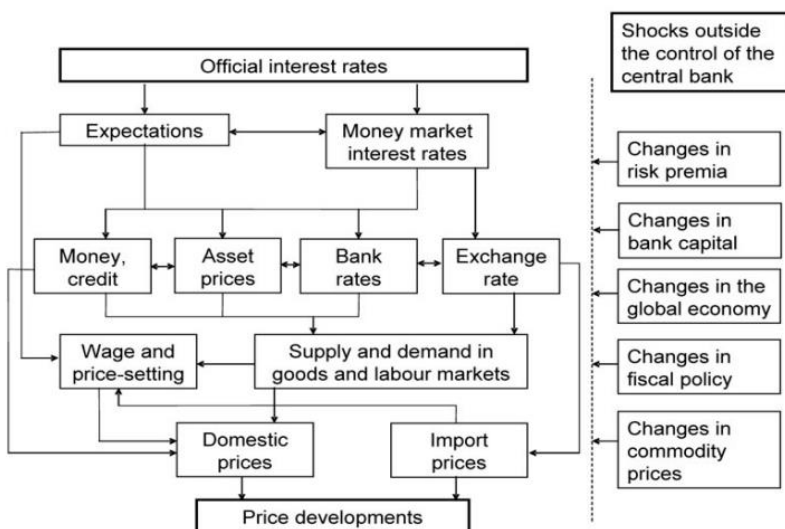 Official interest rates
Shocks outside
the control of the
central bank
Expectations
Money market
interest rates
Changes in
risk premia
Money,
credit
Asset
prices
Bank
rates
Exchange
rate
Changes in
bank capital
Changes in the
global economy
Wage and
price-setting
Supply and demand in
goods and labour markets
Changes in
fiscal policy
Domestic
prices
Import
prices
Changes in
commodity
prices
Price developments